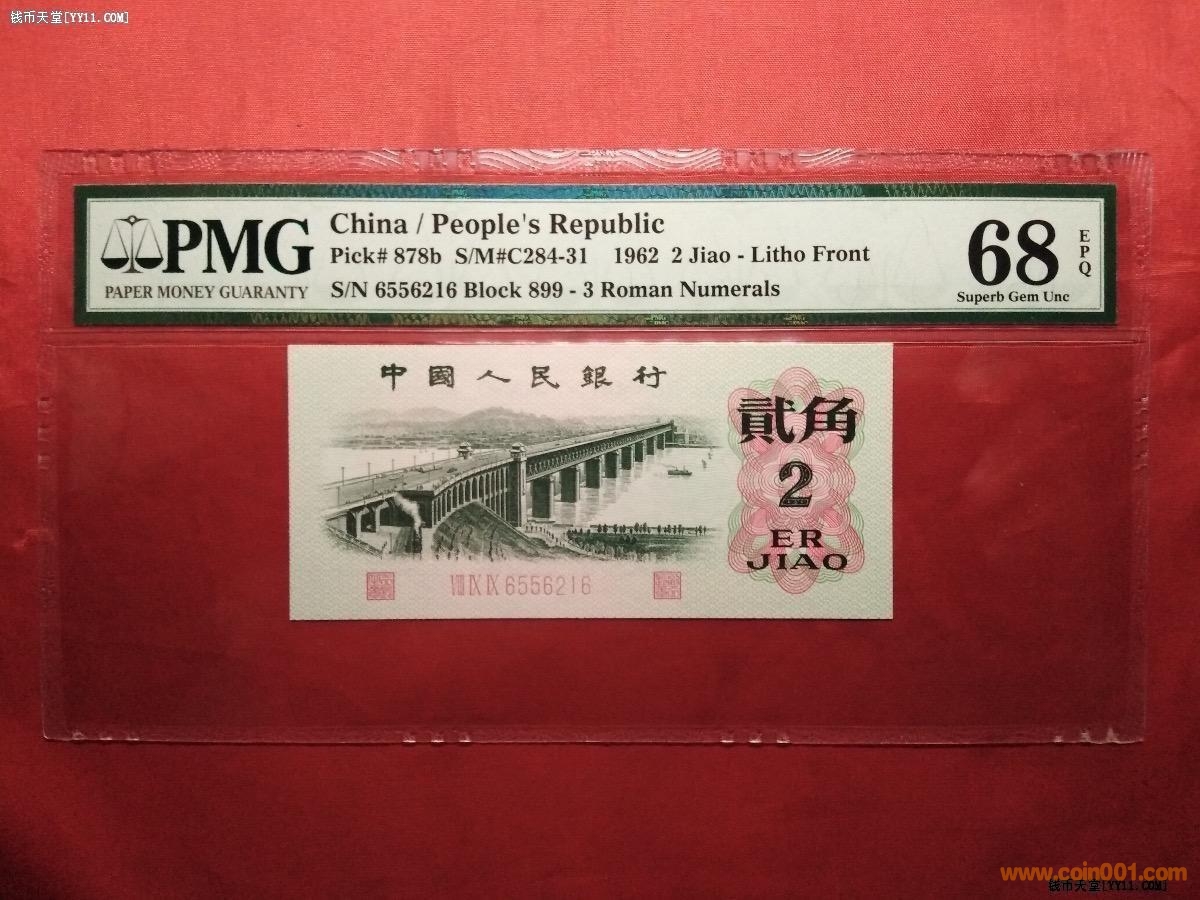 钱币天堂[YY11.COM]
PMG
PAPER MONEY GUARANTY
China / People's Republic
Pick# 878b S/M#C284-31 1962 2 Jiao - Litho Front
S/N 6556216 Block 899 - 3 Roman Numerals
68
EPQ
Superb Gem Unc
中國人民銀行
貳角
2
ER
JIAO
VIII IX IX 6556216
www.coin001.com
钱币天堂[YY11.COM]